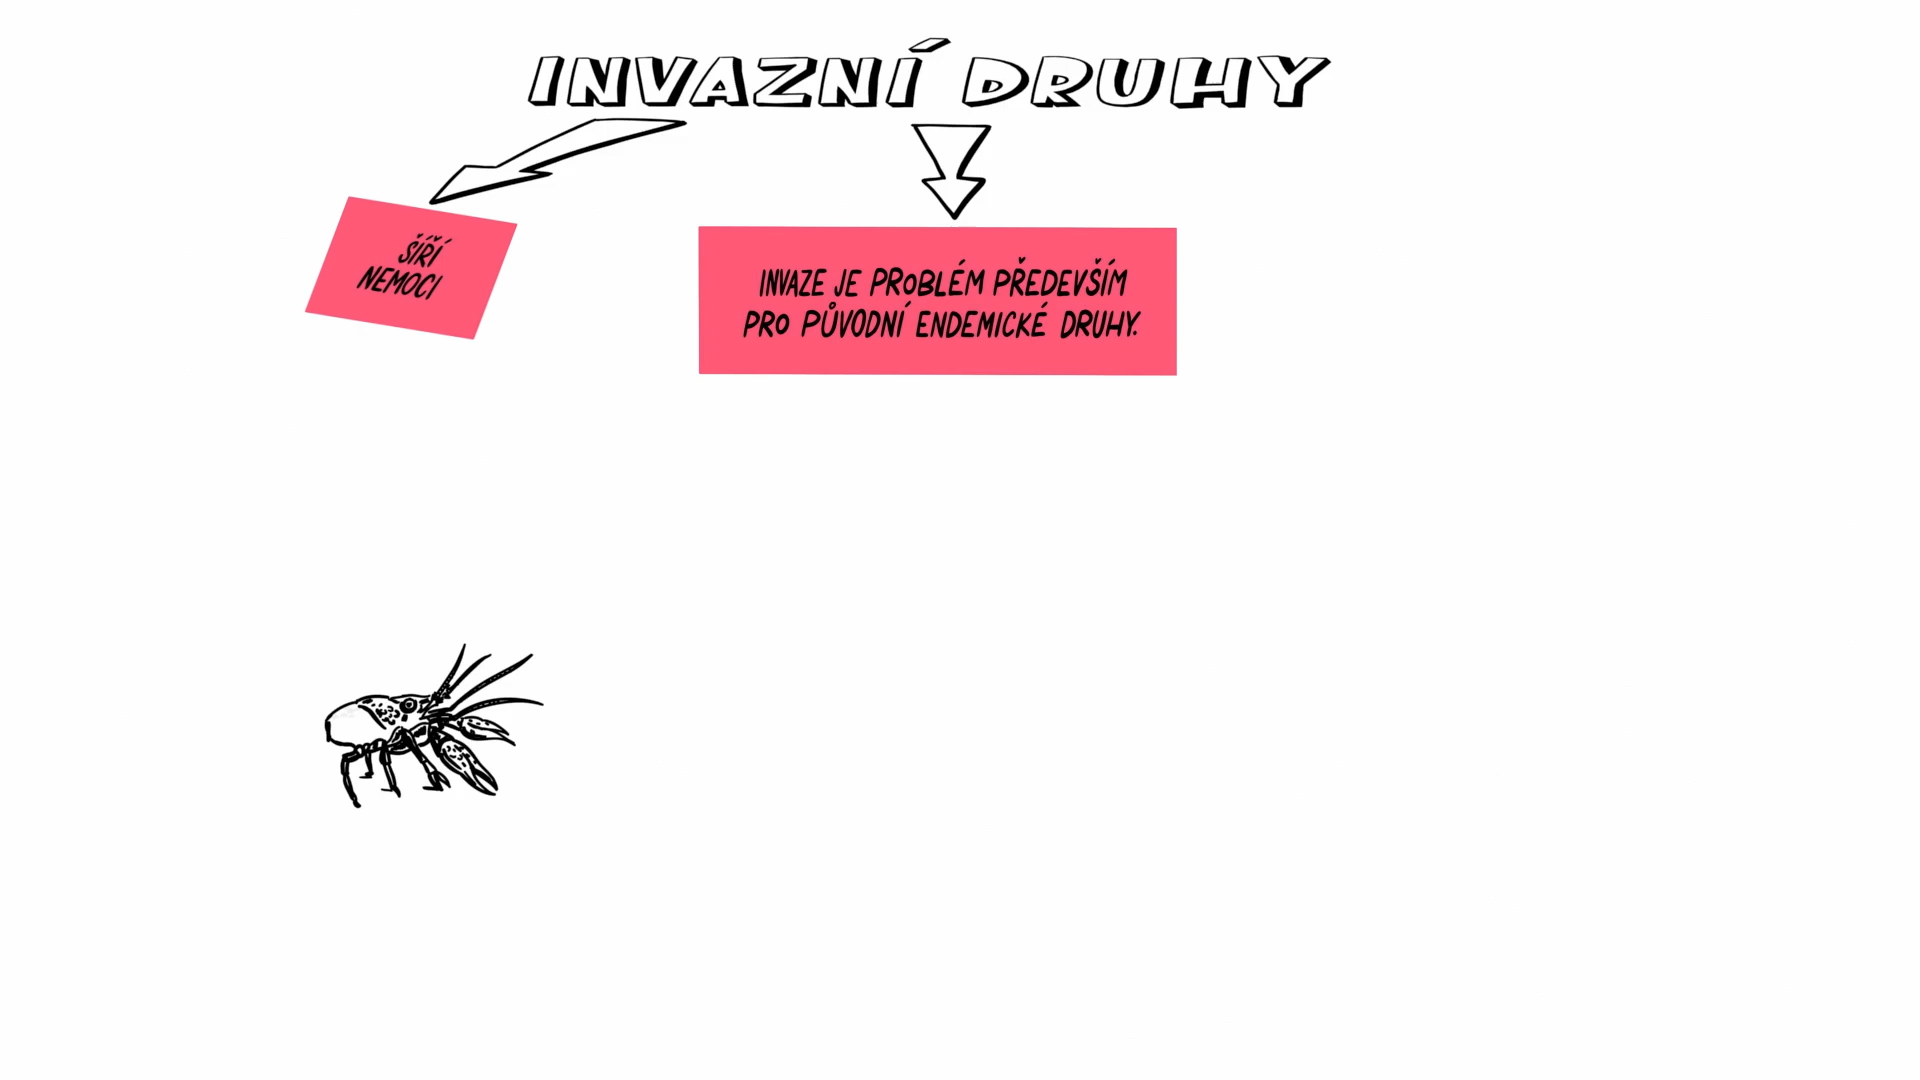 INVAZNÍ DRUHY
ŠÍŘÍ
NEMOCI
INVAZE JE PROBLÉM PŘEDEVŠÍM
PRO PŮVODNÍ ENDEMICKÉ DRUHY.